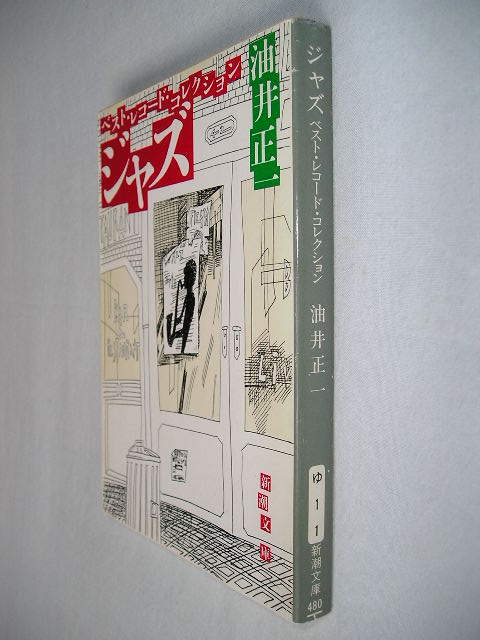 ベスト・レコード・コレクション
ジャズ
油井正一
新潮文庫
ジャズ ベスト・レコード・コレクション 油井正一
ゆ
1
1
新潮文庫
480